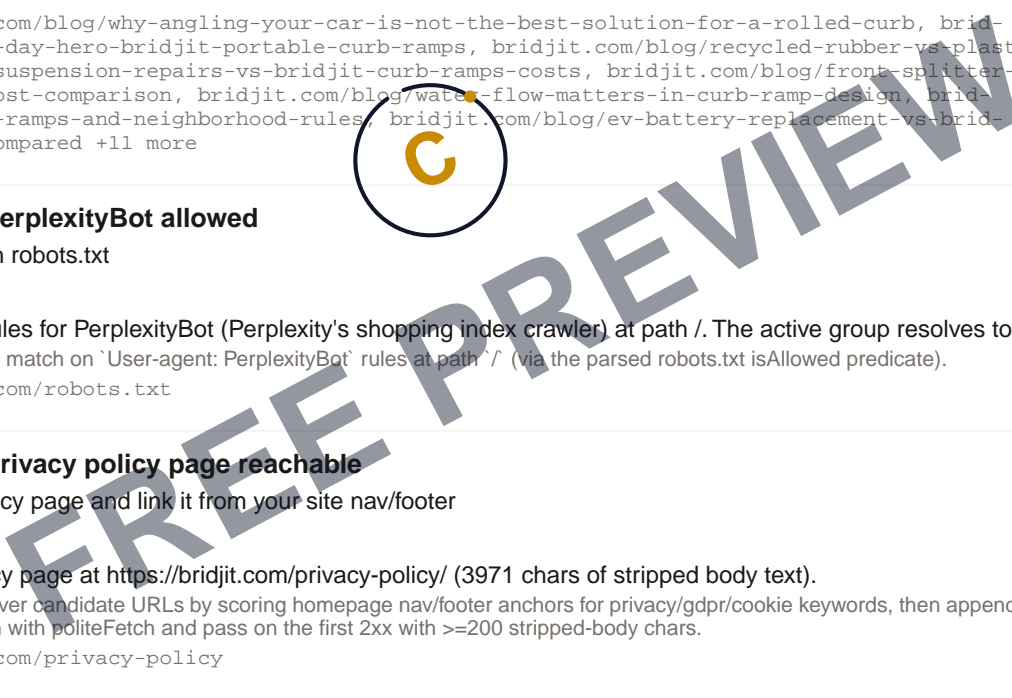 com/blog/why-angling-your-car-is-not-the-best-solution-for-a-rolled-curb, brid-
-day-hero-bridjit-portable-curb-ramps, bridjit.com/blog/recycled-rubber-vs-plast
suspension-repairs-vs-bridjit-curb-ramps-costs, bridjit.com/blog/front-splitter-
ost-comparison, bridjit.com/blog/water-flow-matters-in-curb-ramp-design, brid-
-ramps-and-neighborhood-rules, bridjit.com/blog/ev-battery-replacement-vs-brid-
ompared +11 more
C
erplexityBot allowed
n robots.txt
ules for PerplexityBot (Perplexity's shopping index crawler) at path /. The active group resolves to
match on `User-agent: PerplexityBot` rules at path `/` (via the parsed robots.txt isAllowed predicate).
com/robots.txt
rivacy policy page reachable
cy page and link it from your site nav/footer
cy page at https://bridjit.com/privacy-policy/ (3971 chars of stripped body text).
ver candidate URLs by scoring homepage nav/footer anchors for privacy/gdpr/cookie keywords, then appenc
n with politeFetch and pass on the first 2xx with >=200 stripped-body chars.
com/privacy-policy
FREE PREVIEW